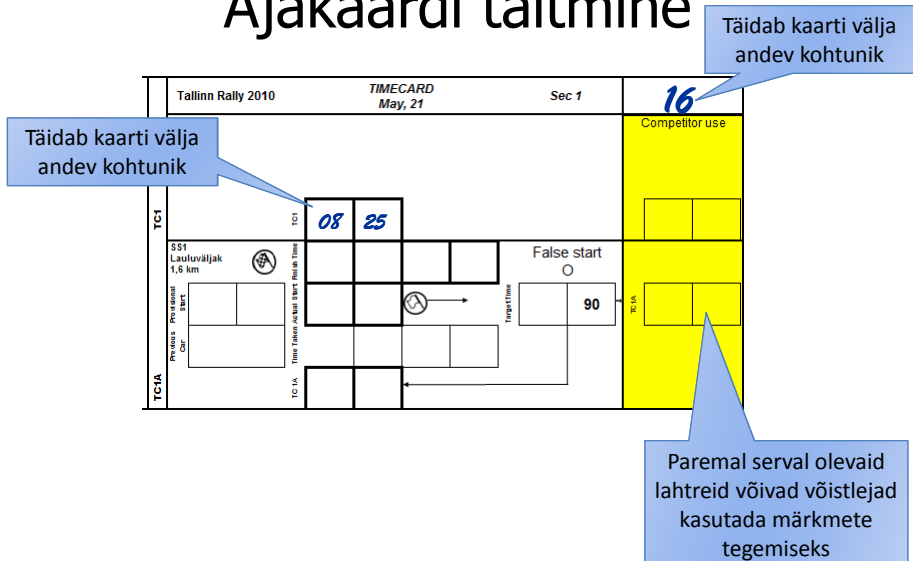 Ajakaardi täitmine
Täidab kaarti välja
andev kohtunik
Tallinn Rally 2010
TIMECARD
May, 21
Sec 1
16
Competitor use
Täidab kaarti välja
andev kohtunik
TC1
TC1
08 25
SS1
Lauluväljak
1,6 km
Finish Time
False start
O
Provisional
Start
Actual Start
Target Time
90
TC1A
Previous
Car
Time Taken
TC1A
TC 1A
Paremal serval olevaid
lahtreid võivad võistlejad
kasutada märkmete
tegemiseks